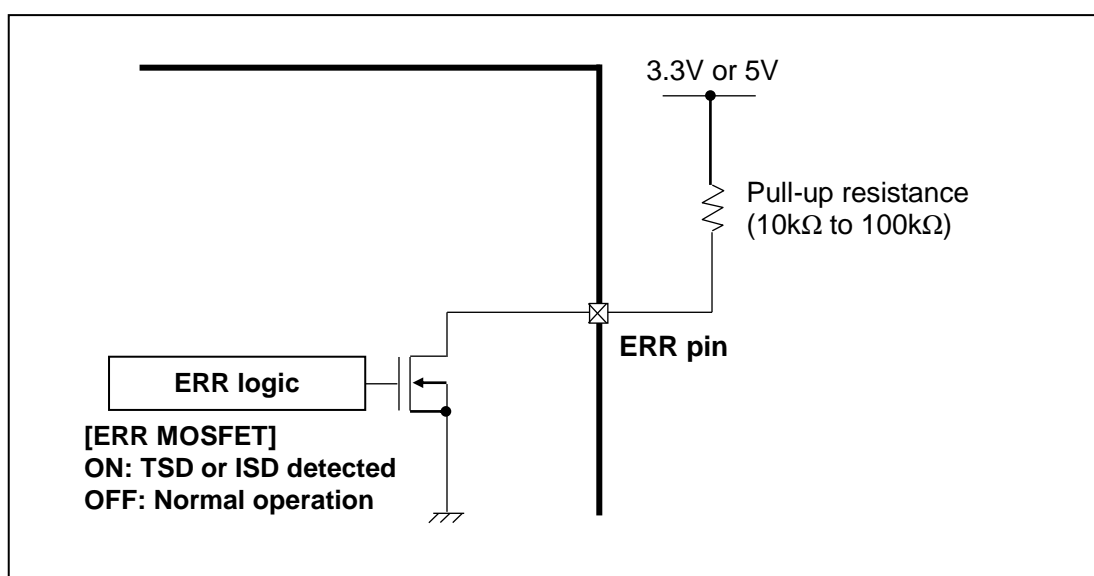 3.3V or 5V
Pull-up resistance
(10kΩ to 100kΩ)
ERR pin
ERR logic
[ERR MOSFET]
ON: TSD or ISD detected
OFF: Normal operation